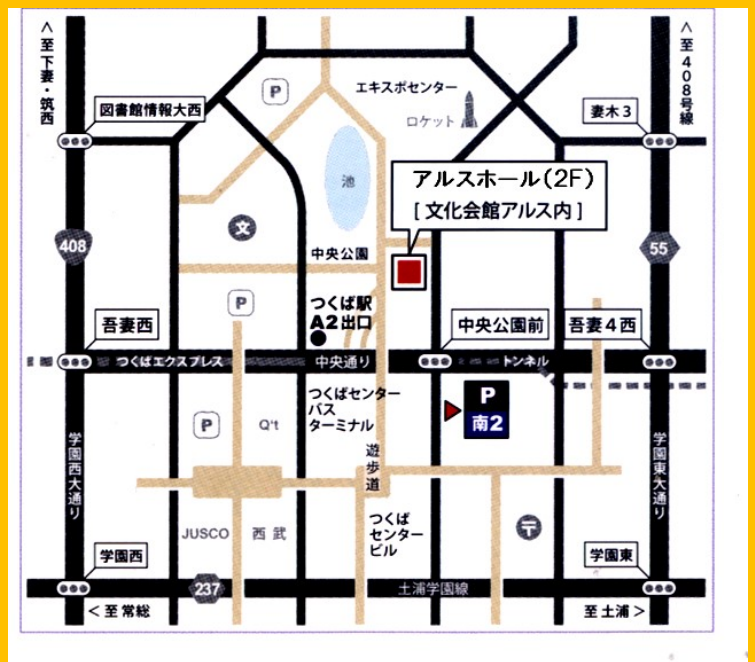 ＜至下妻・筑西
＜至408号線
P
エキスポセンター
図書館情報大西
ロケット
妻木3
池
アルスホール(2F)
[ 文化会館アルス内 ]
文
408
55
中央公園
P
つくば駅
A2出口
吾妻西
中央公園前
吾妻4西
つくばエクスプレス
中央通り
トンネル
つくばセンター
バス
ターミナル
P
南2
P
Q't
学園西大通り
遊歩道
学園東大通り
JUSCO
西武
つくば
センター
ビル
〒
学園西
学園東
237
土浦学園線
＜至常総
至土浦＞